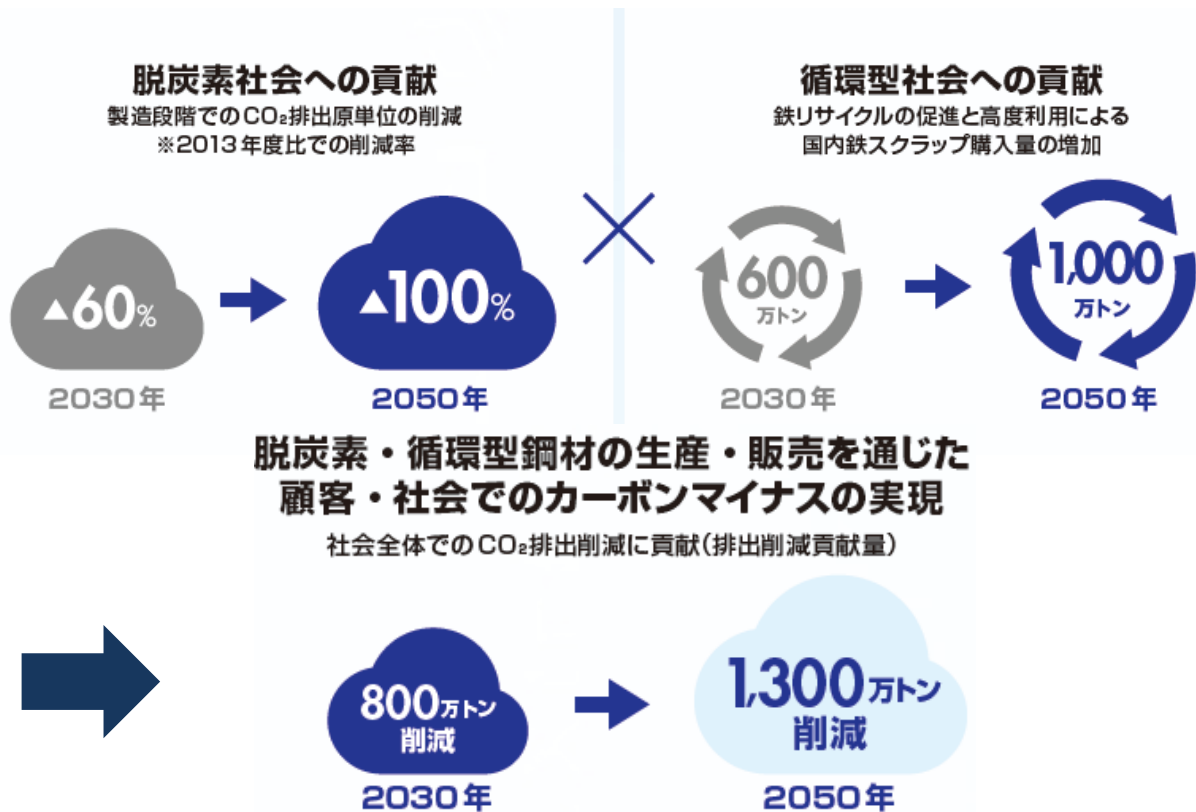 脱炭素社会への貢献
製造段階でのCO₂排出原単位の削減
※2013年度比での削減率
▲60%
2030年
▲100%
2050年
循環型社会への貢献
鉄リサイクルの促進と高度利用による
国内鉄スクラップ購入量の増加
600
万トン
2030年
1,000
万トン
2050年
脱炭素・循環型鋼材の生産・販売を通じた
顧客・社会でのカーボンマイナスの実現
社会全体でのCO₂排出削減に貢献(排出削減貢献量)
800万トン
削減
2030年
1,300万トン
削減
2050年